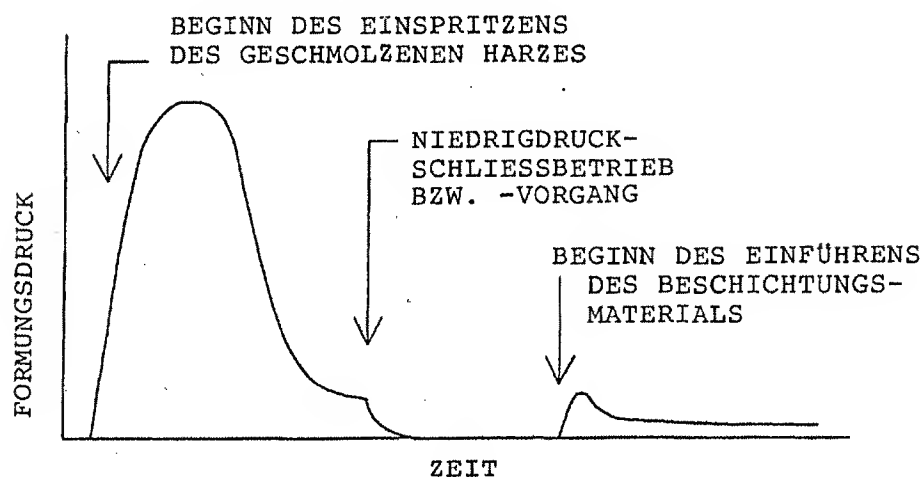 BEGINN DES EINSPRITZENS
DES GESCHMOLZENEN HARZES
NIEDRIGDRUCK-
SCHLIESSBETRIEB
BZW. -VORGANG
BEGINN DES EINFÜHRENS
DES BESCHICHTUNGS-
MATERIALS
FORMUNGSDRUCK
ZEIT